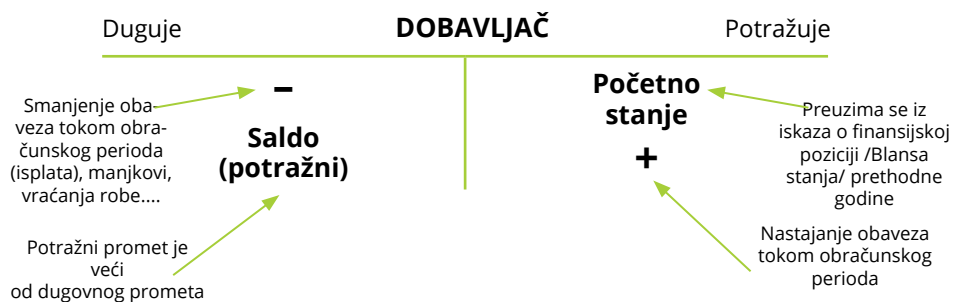 Duguje
DOBAVLJAČ
Potražuje
–
Smanjenje oba-
veza tokom obra-
čunskog perioda
(isplata), manjkovi,
vraćanja robe....
Saldo
(potražni)
Potražni promet je
veći
od dugovnog prometa
Početno
stanje
+
Preuzima se iz
iskaza o finansijskoj
poziciji /Blansa
stanja/ prethodne
godine
Nastajanje obaveza
tokom obračunskog
perioda